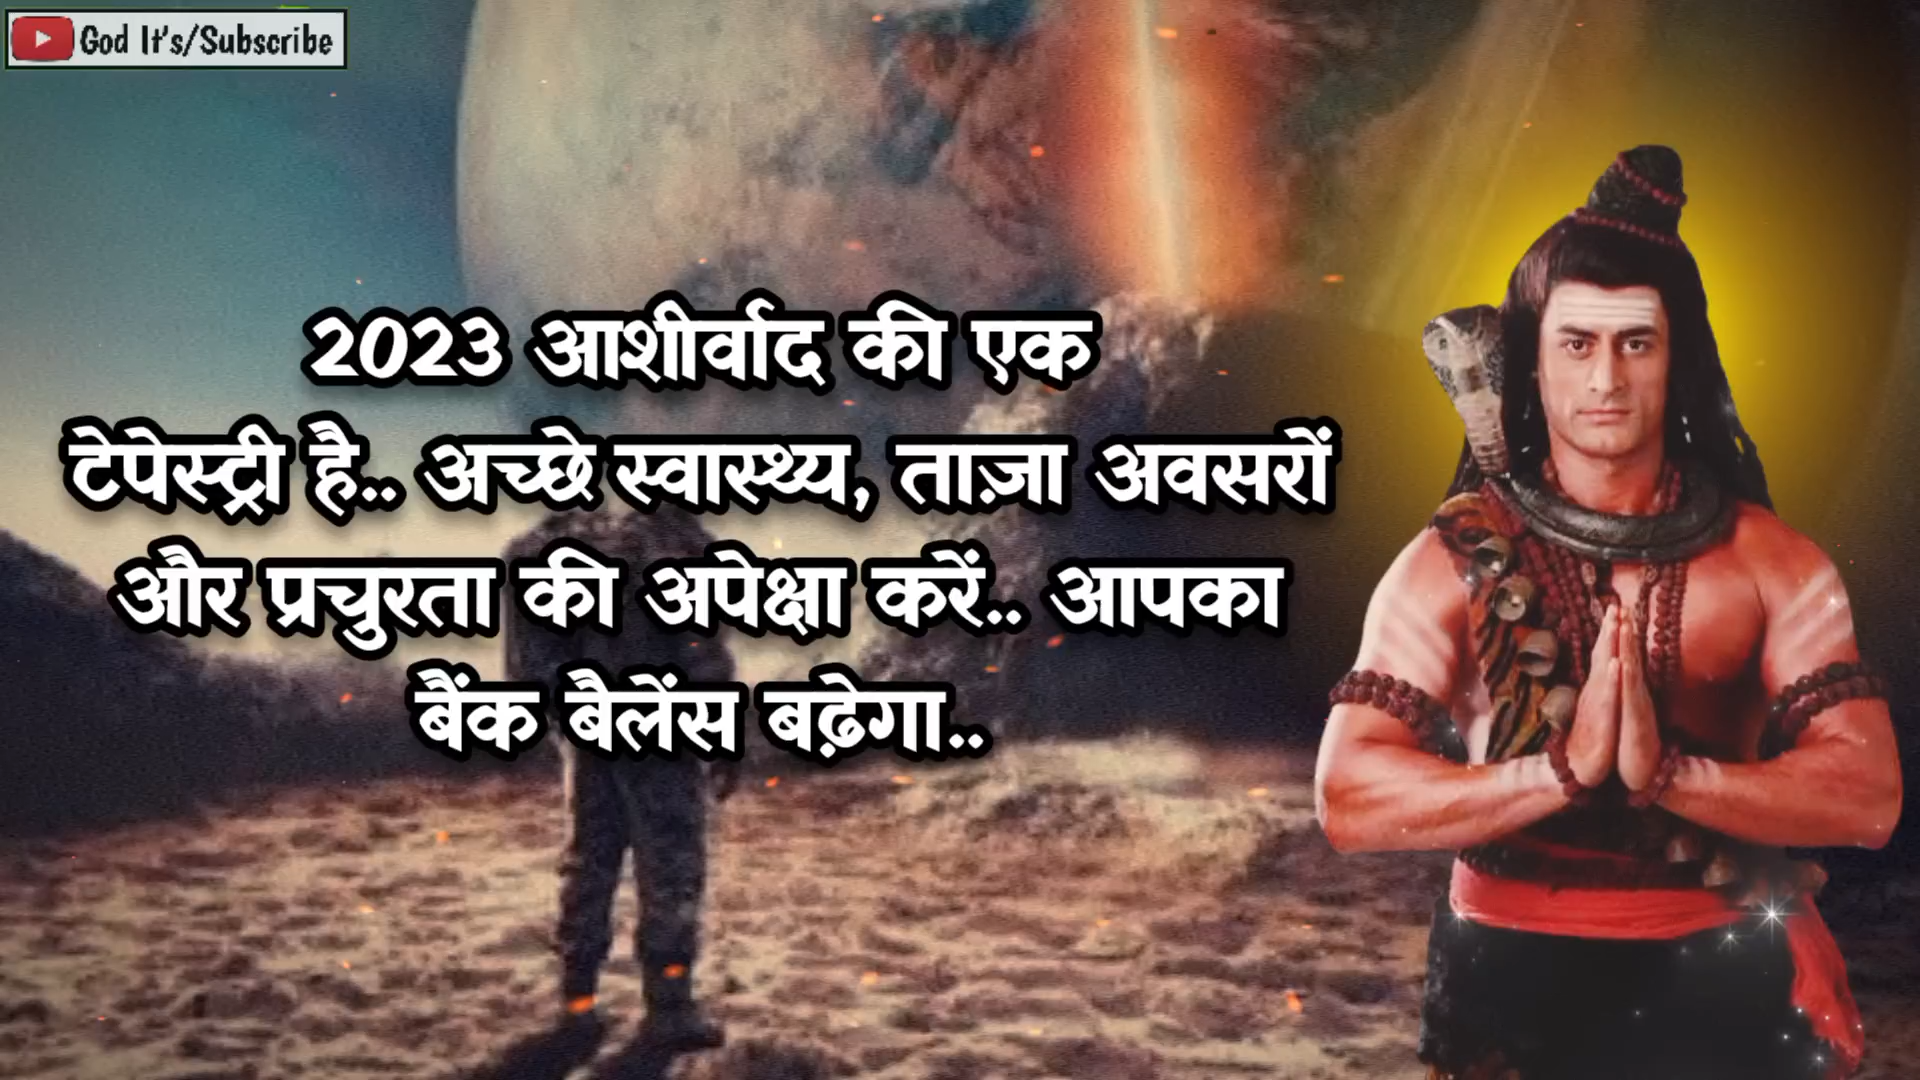 God It's/Subscribe
2023 आशीर्वाद की एक
टेपेस्ट्री है.. अच्छे स्वास्थ्य, ताज़ा अवसरों
और प्रचुरता की अपेक्षा करें.. आपका
बैंक बैलेंस बढ़ेगा..